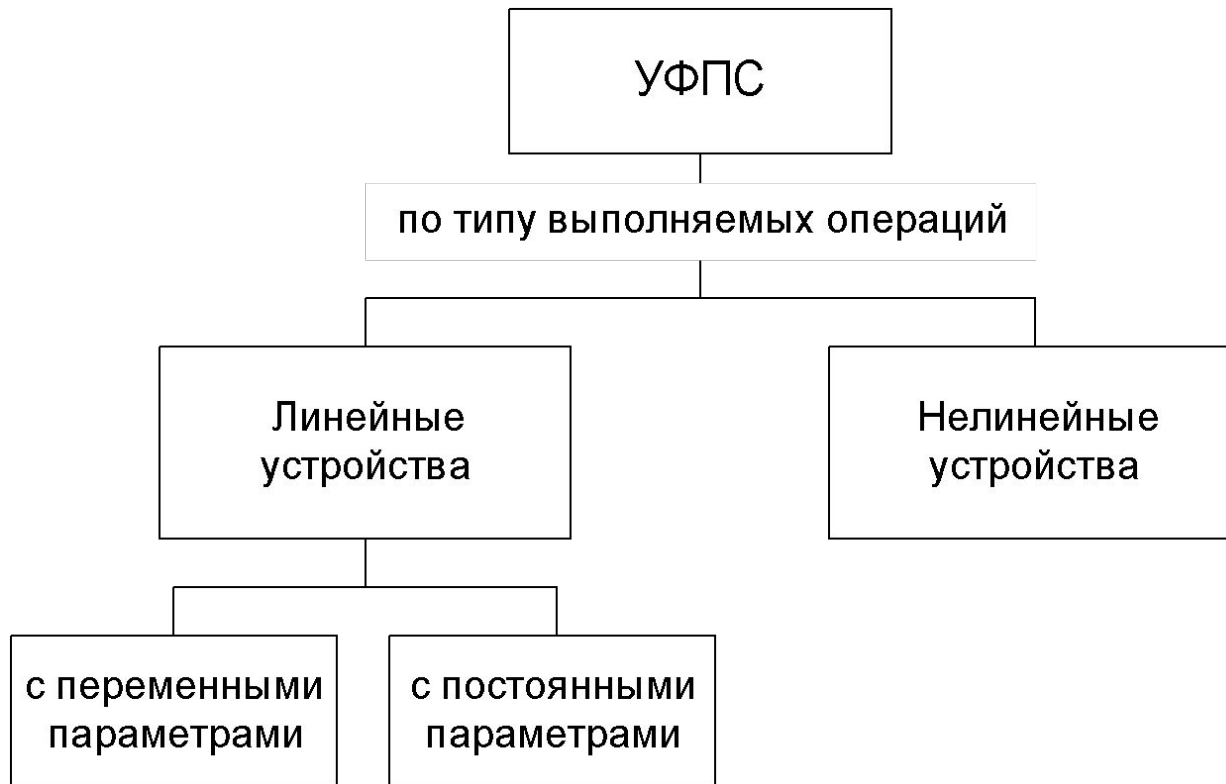 УФПС
по типу выполняемых операций
Линейные
устройства
Нелинейные
устройства
с переменными
параметрами
с постоянными
параметрами